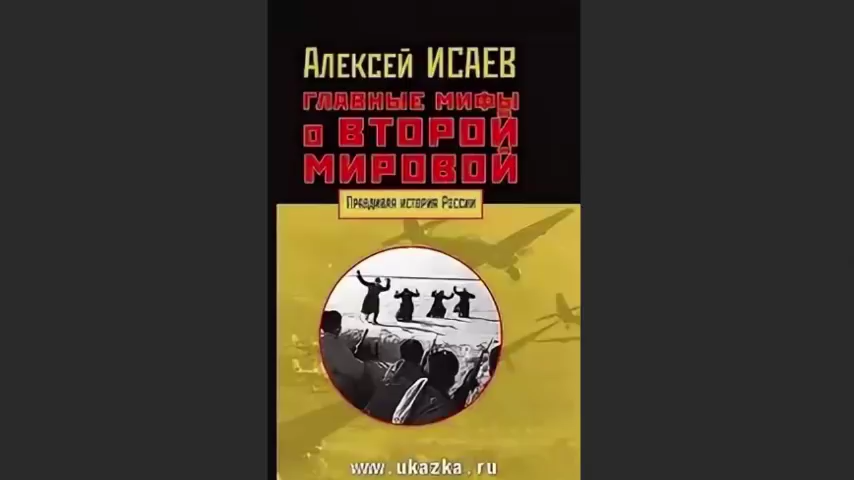 Алексей ИСАЕВ
ГЛАВНЫЕ МИФЫ
О ВТОРОЙ
МИРОВОЙ
Правдивая история России
www.ukazka.ru